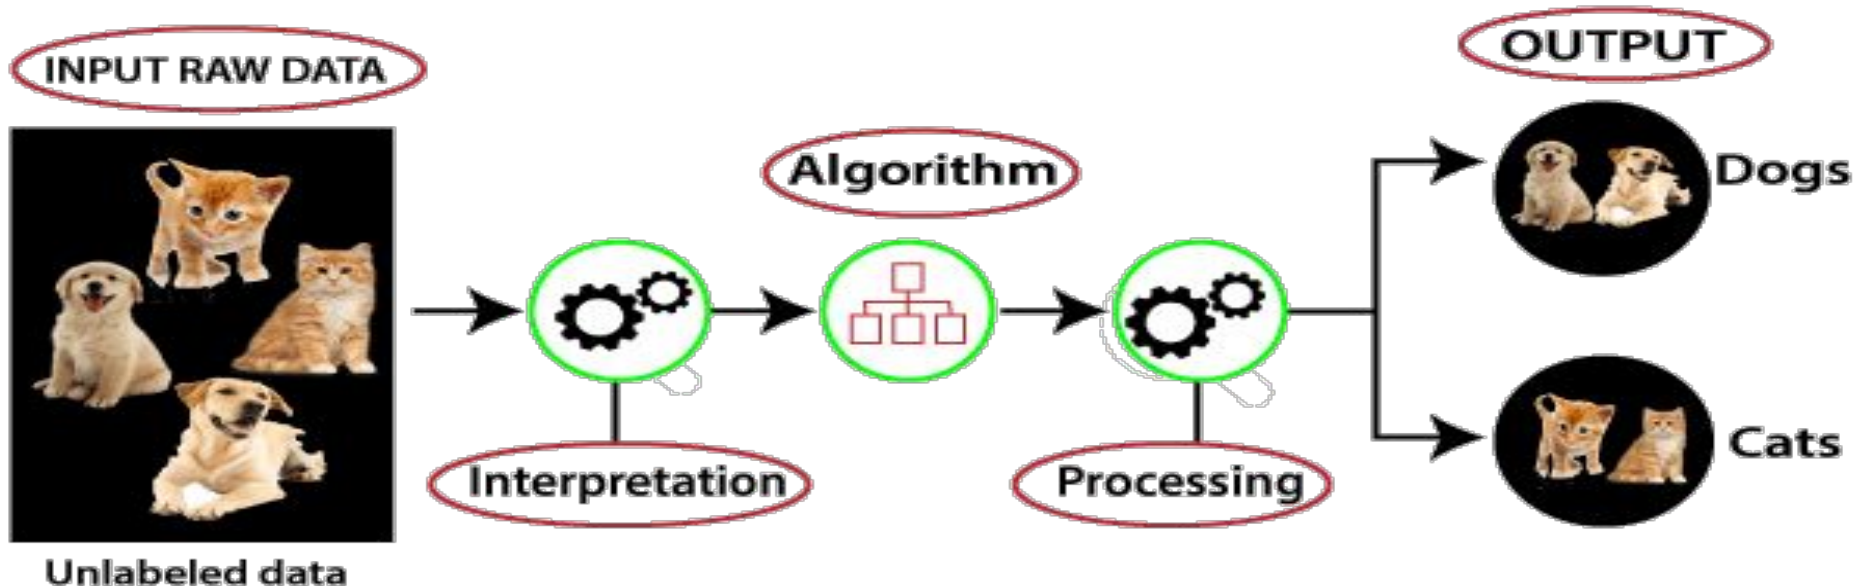 INPUT RAW DATA
Unlabeled data
Interpretation
Algorithm
Processing
OUTPUT
Dogs
Cats